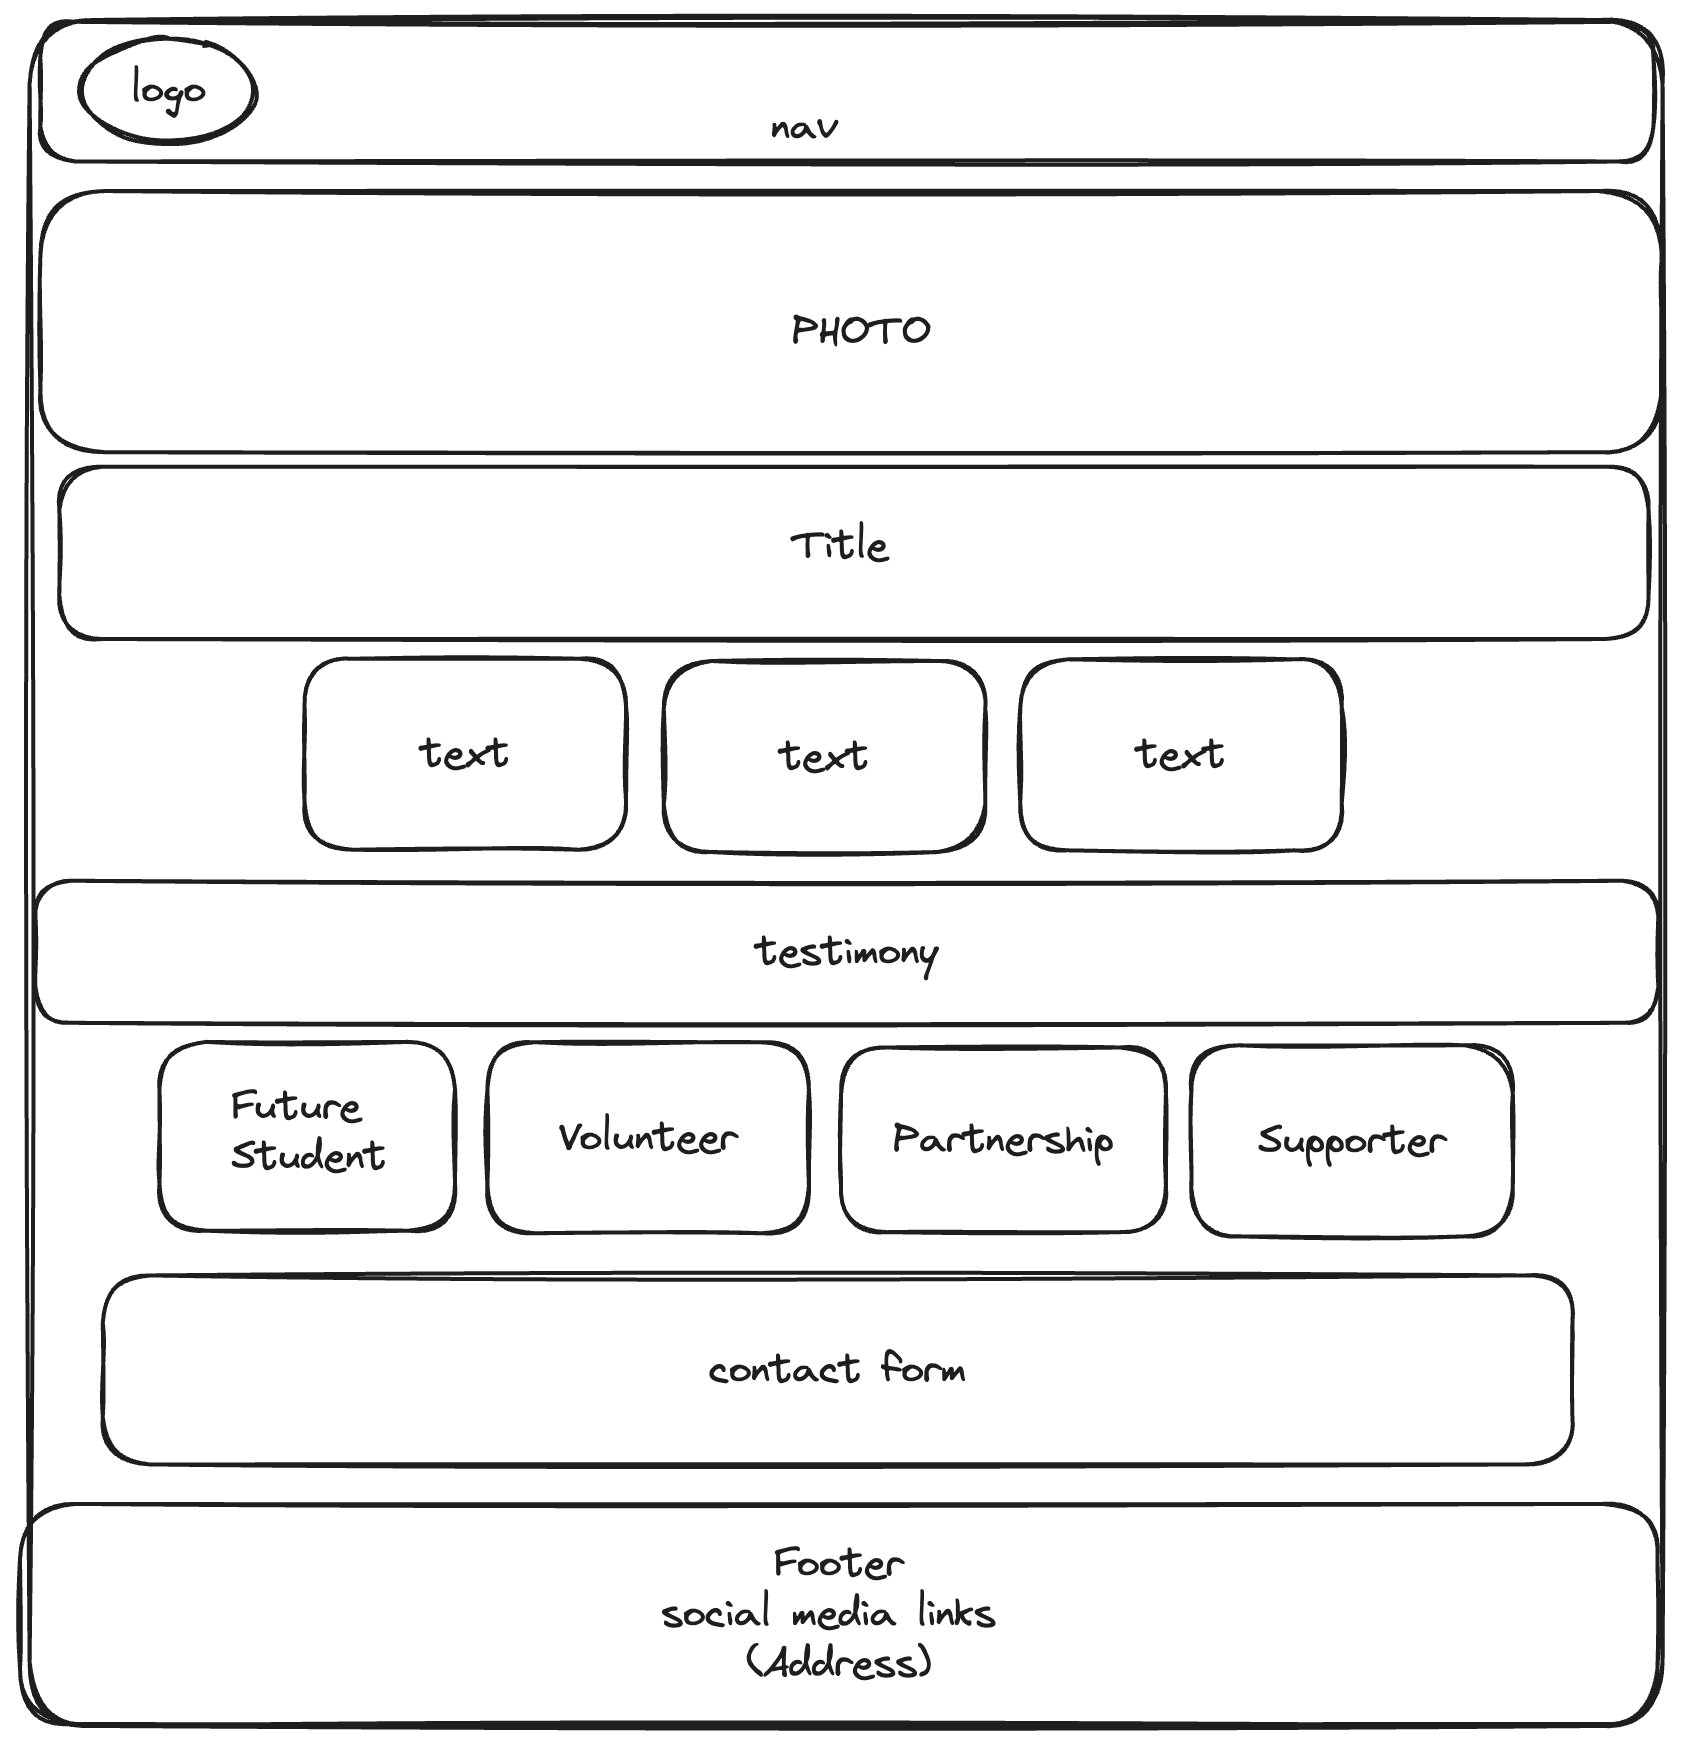 logo
nav
PHOTO
Title
text
text
text
testimony
Future
Student
Volunteer
Partnership
Supporter
contact form
Footer
social media links
(Address)